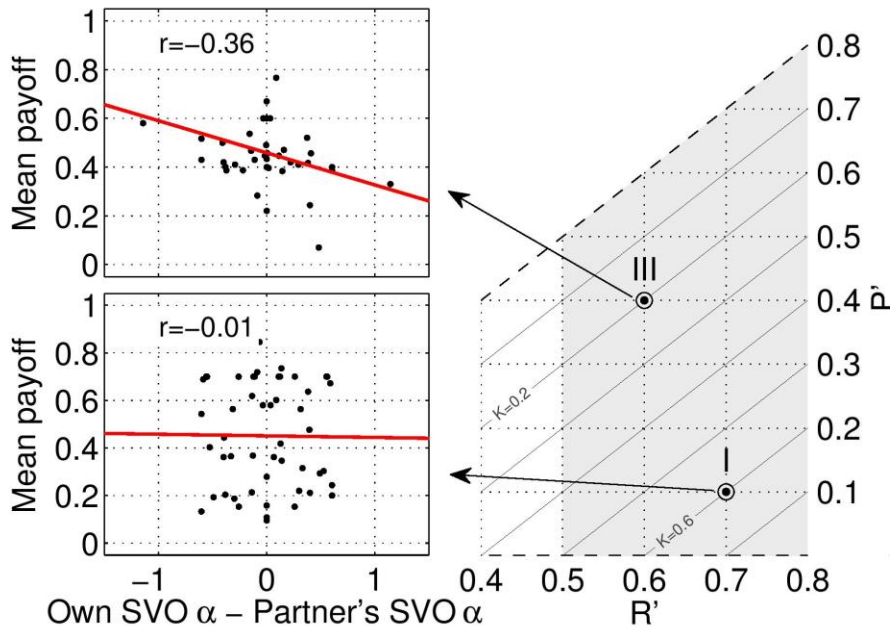 1
0.8
0.6
0.4
0.2
0
Mean payoff
r=−0.36
1
0.8
0.6
0.4
0.2
0
Mean payoff
r=−0.01
−1 0 1
Own SVO α − Partner's SVO α
III
I
K=0.2
K=0.6
0.8
0.7
0.6
0.5
0.4
0.3
0.2
0.1
P'
0.4 0.5 0.6 0.7 0.8
R'